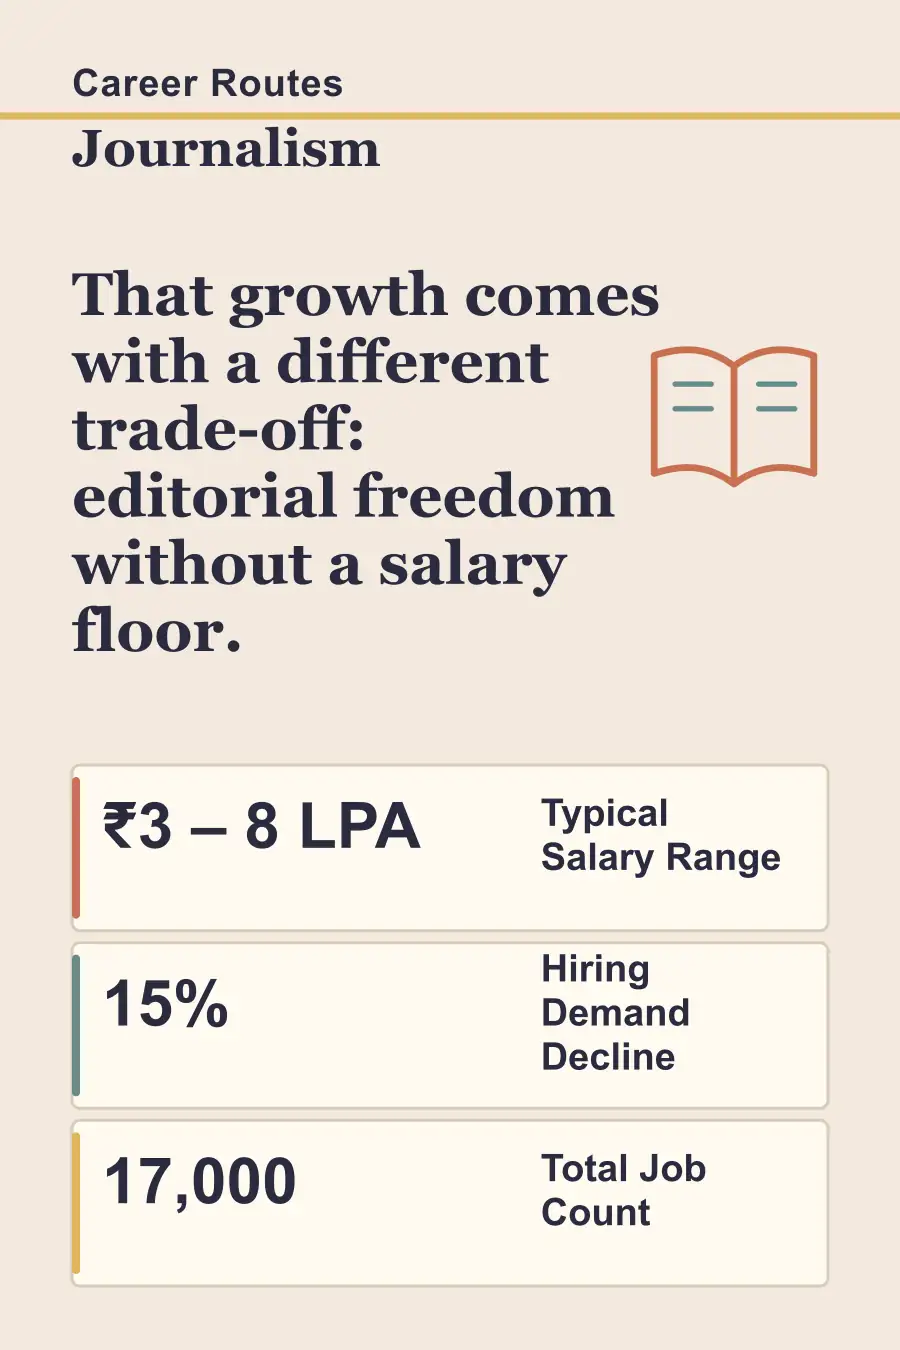 Career Routes
Journalism
That growth comes
with a different
trade-off:
editorial freedom
without a salary
floor.
₹3 – 8 LPA
Typical
Salary Range
15%
Hiring
Demand
Decline
17,000
Total Job
Count